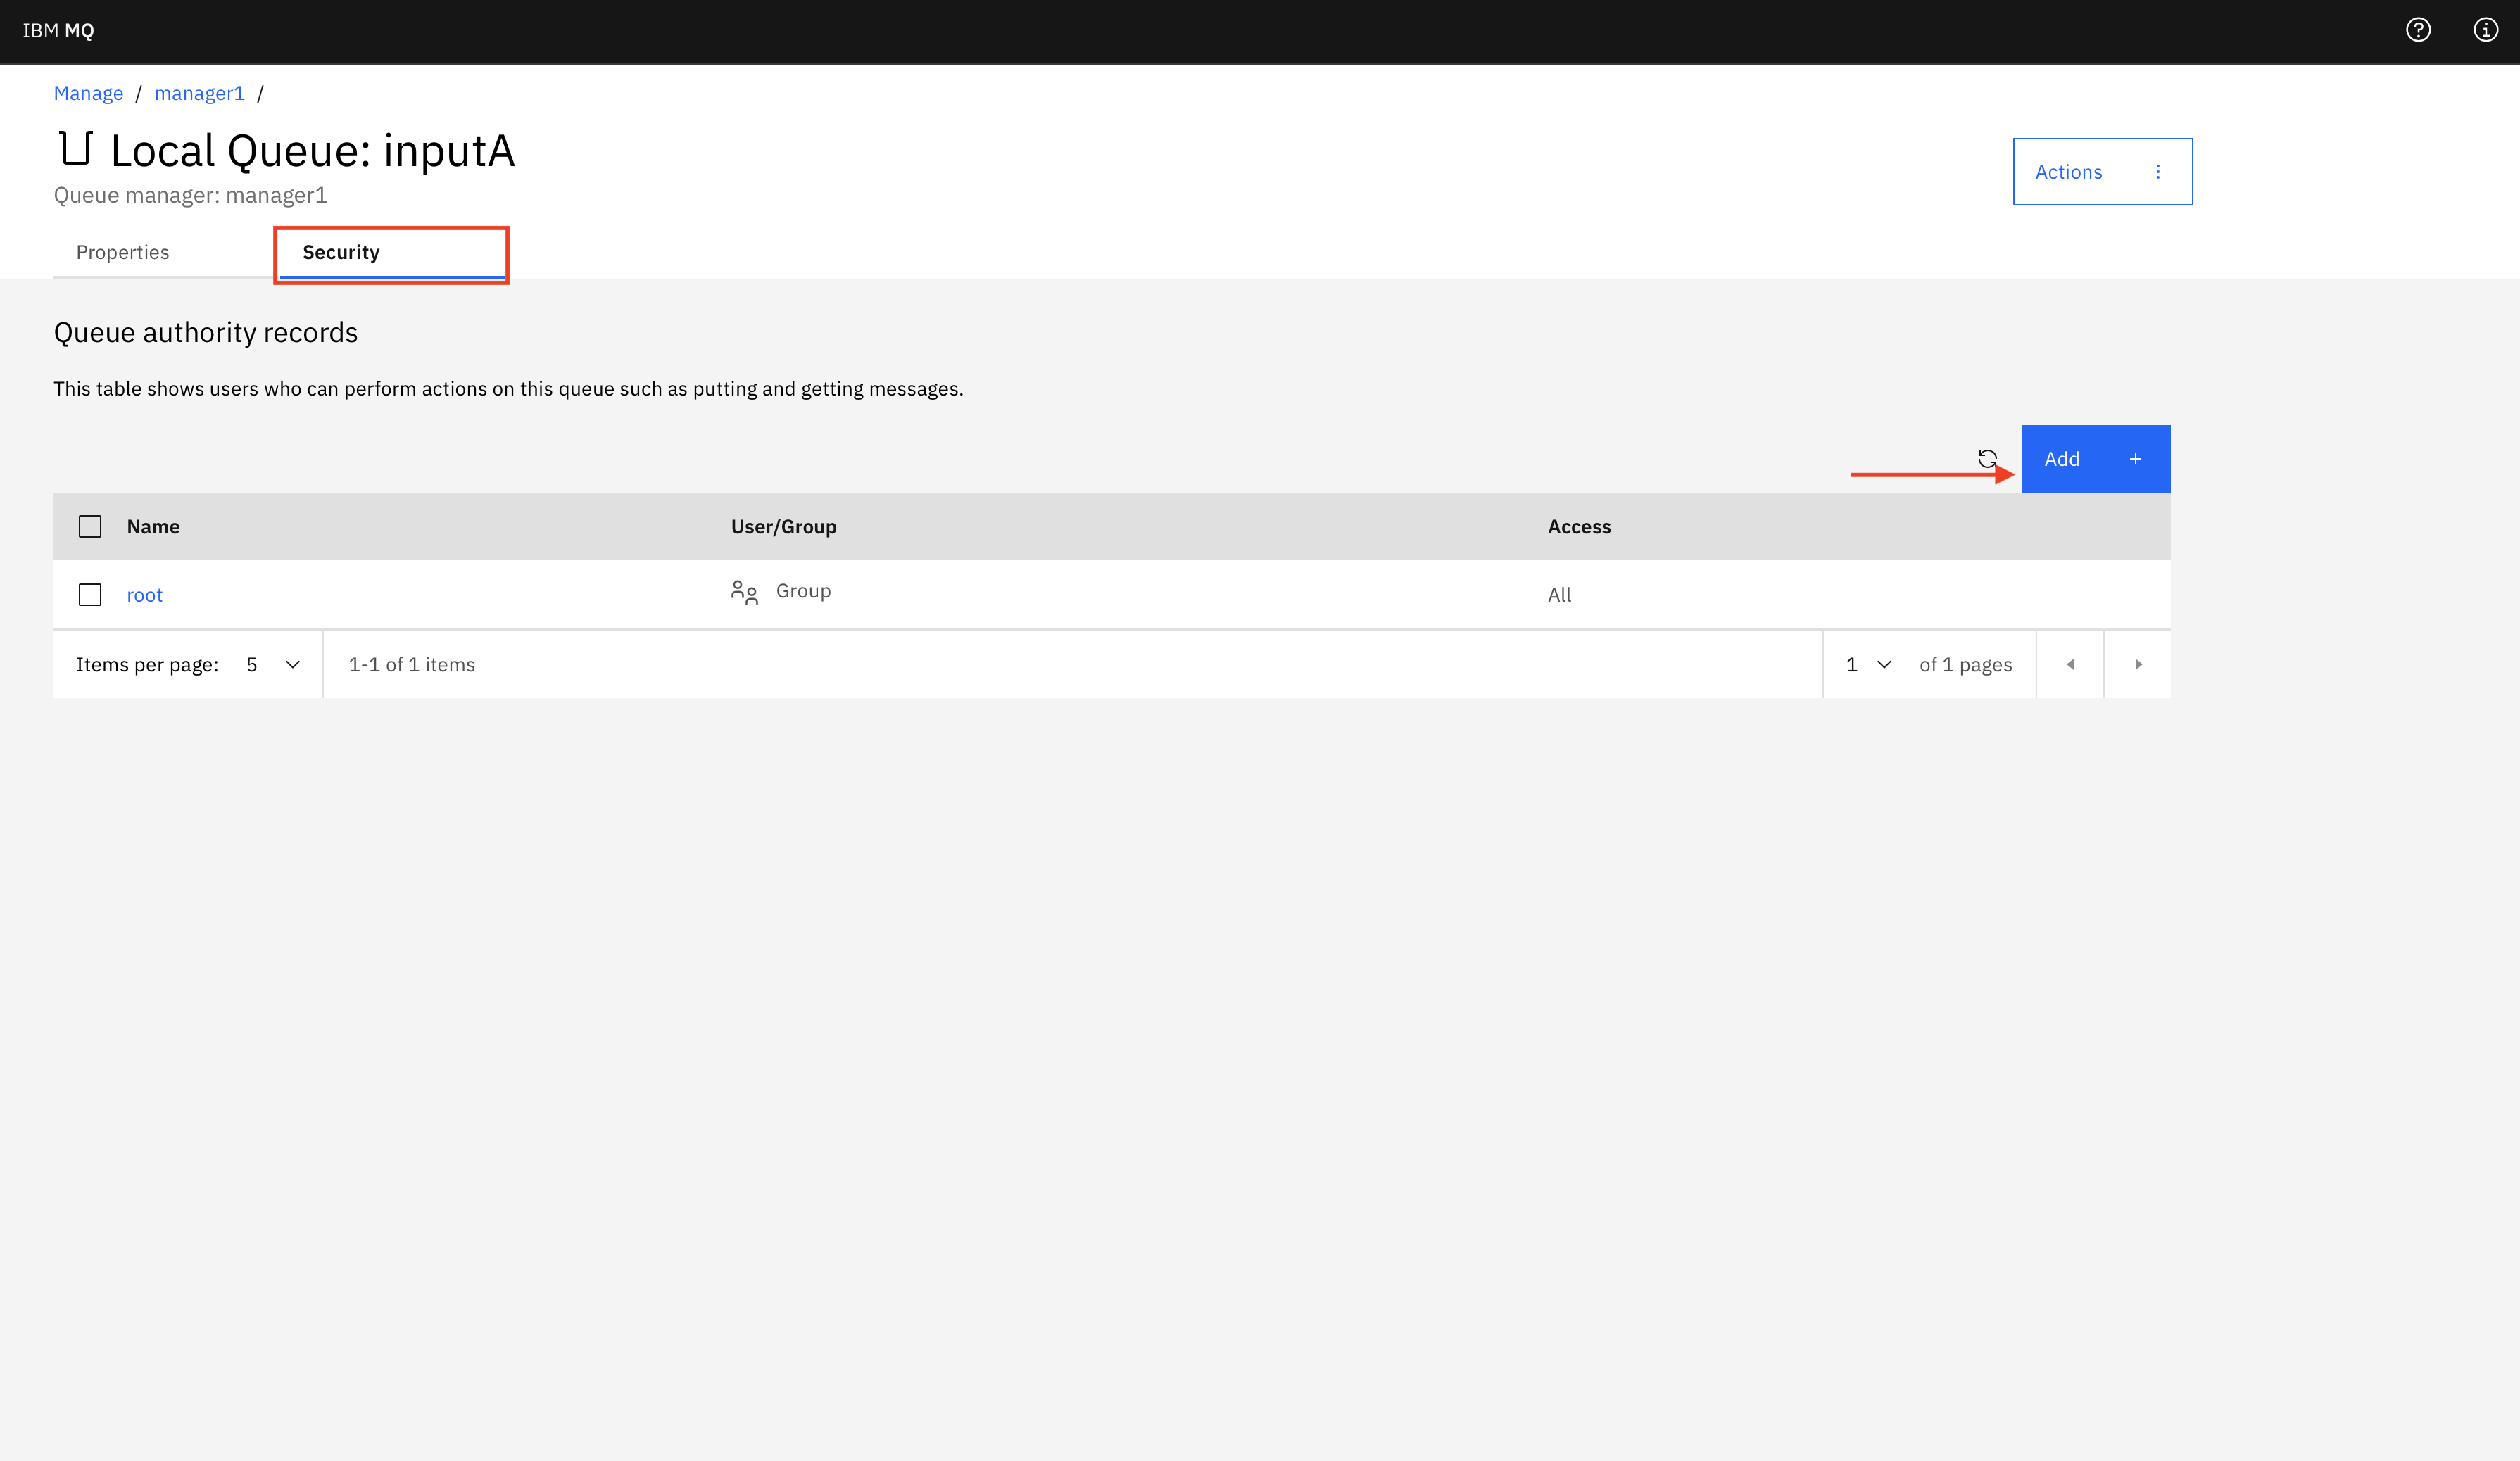 IBM MQ
Manage / manager1 /
Local Queue: inputA
Queue manager: manager1
Actions
Properties
Security
Queue authority records
This table shows users who can perform actions on this queue such as putting and getting messages.
Add +
Name User/Group Access
root Group All
Items per page: 5 1-1 of 1 items 1 of 1 pages